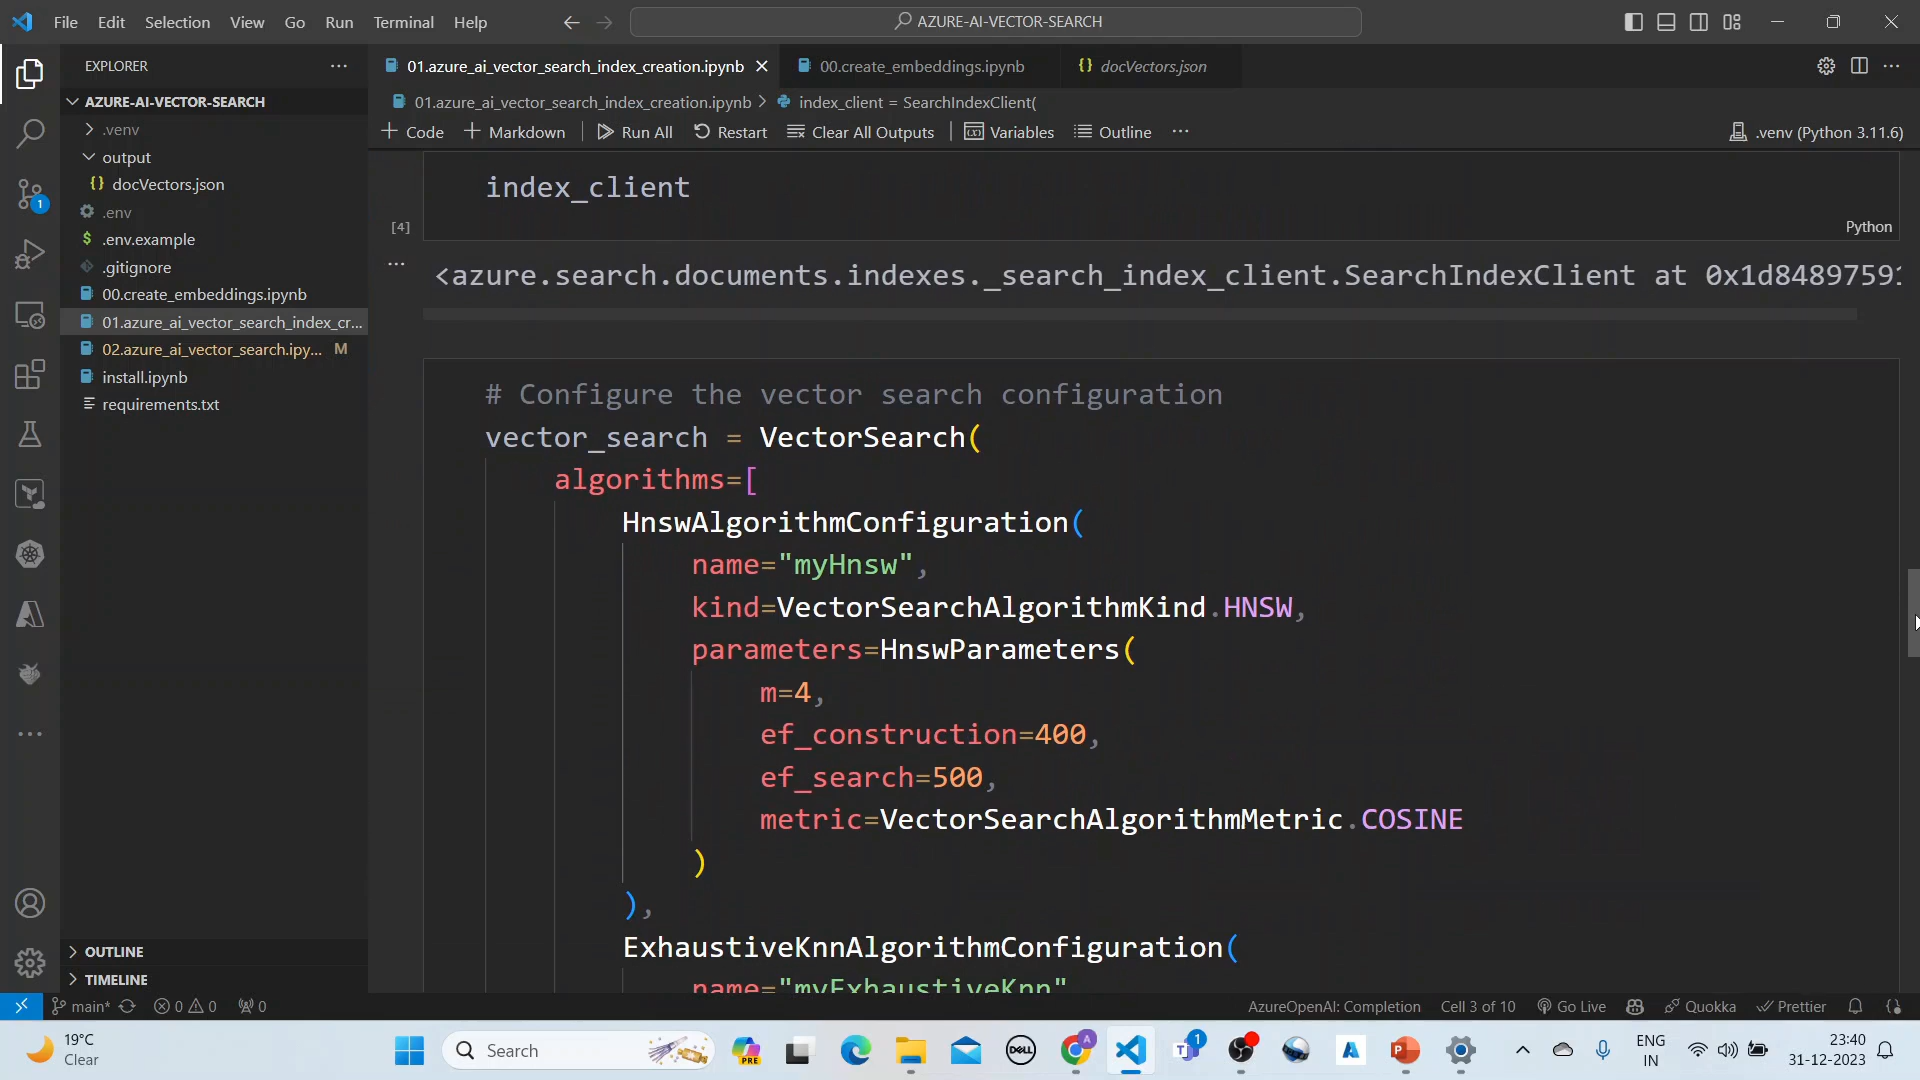 File Edit Selection View Go Run Terminal Help
AZURE-AI-VECTOR-SEARCH
EXPLORER
AZURE-AI-VECTOR-SEARCH
.venv
output
docVectors.json
.env
.env.example
.gitignore
00.create_embeddings.ipynb
01.azure_ai_vector_search_index_cr...
02.azure_ai_vector_search.ipy... M
install.ipynb
requirements.txt
OUTLINE
TIMELINE
01.azure_ai_vector_search_index_creation.ipynb 00.create_embeddings.ipynb docVectors.json
01.azure_ai_vector_search_index_creation.ipynb > index_client = SearchIndexClient(
+ Code + Markdown Run All Restart Clear All Outputs Variables Outline ... .venv (Python 3.11.6)
index_client
[4]
Python
<azure.search.documents.indexes._search_index_client.SearchIndexClient at 0x1d84897591
# Configure the vector search configuration
vector_search = VectorSearch(
algorithms=[
HnswAlgorithmConfiguration(
name="myHnsw",
kind=VectorSearchAlgorithmKind.HNSW,
parameters=HnswParameters(
m=4,
ef_construction=400,
ef_search=500,
metric=VectorSearchAlgorithmMetric.COSINE
)
),
ExhaustiveKnnAlgorithmConfiguration(
name="myExhaustiveKnn"
main* 0 0 0 AzureOpenAI: Completion Cell 3 of 10 Go Live Quokka Prettier
19°C
Clear
Search
PRE
DELL
A
1
ENG
IN
23:40
31-12-2023